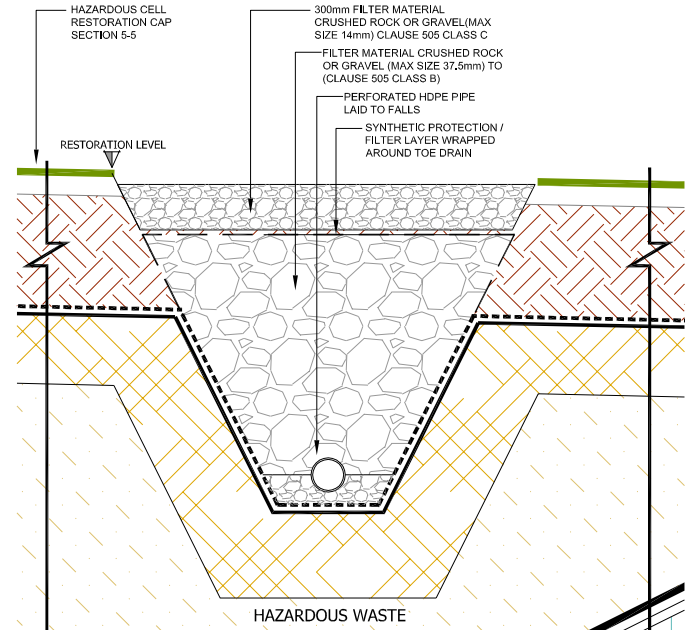 HAZARDOUS CELL
RESTORATION CAP
SECTION 5-5
300mm FILTER MATERIAL
CRUSHED ROCK OR GRAVEL(MAX
SIZE 14mm) CLAUSE 505 CLASS C
FILTER MATERIAL CRUSHED ROCK
OR GRAVEL (MAX SIZE 37.5mm) TO
(CLAUSE 505 CLASS B)
PERFORATED HDPE PIPE
LAID TO FALLS
SYNTHETIC PROTECTION /
FILTER LAYER WRAPPED
AROUND TOE DRAIN
RESTORATION LEVEL
HAZARDOUS WASTE